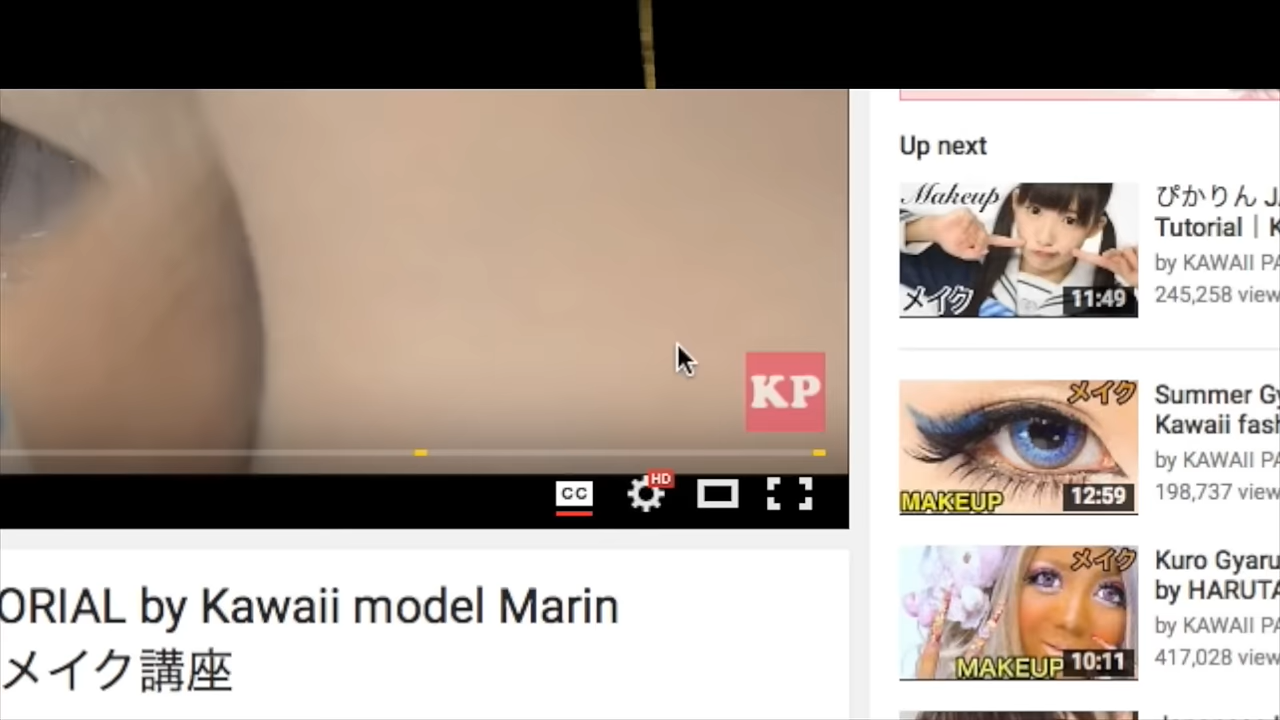 Up next
Makeup
メイク
11:49
ぴかりん J
Tutorial | K
by KAWAII PA
245,258 view
KP
メイク
MAKEUP
12:59
Summer Gy
Kawaii fash
by KAWAII PA
198,737 view
CC
HD
メイク
MAKEUP
10:11
Kuro Gyaru
by HARUTA
by KAWAII PA
417,028 view
ORIAL by Kawaii model Marin
メイク講座